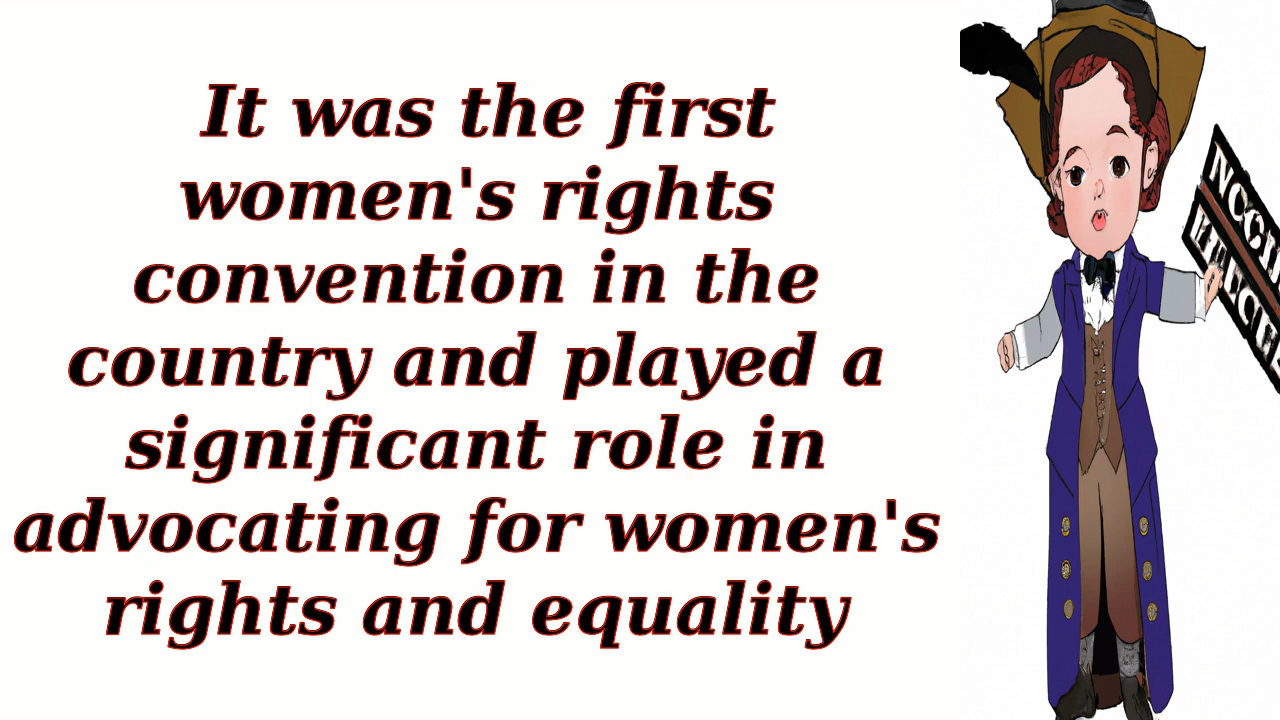 It was the first
women's rights
convention in the
country and played a
significant role in
advocating for women's
rights and equality